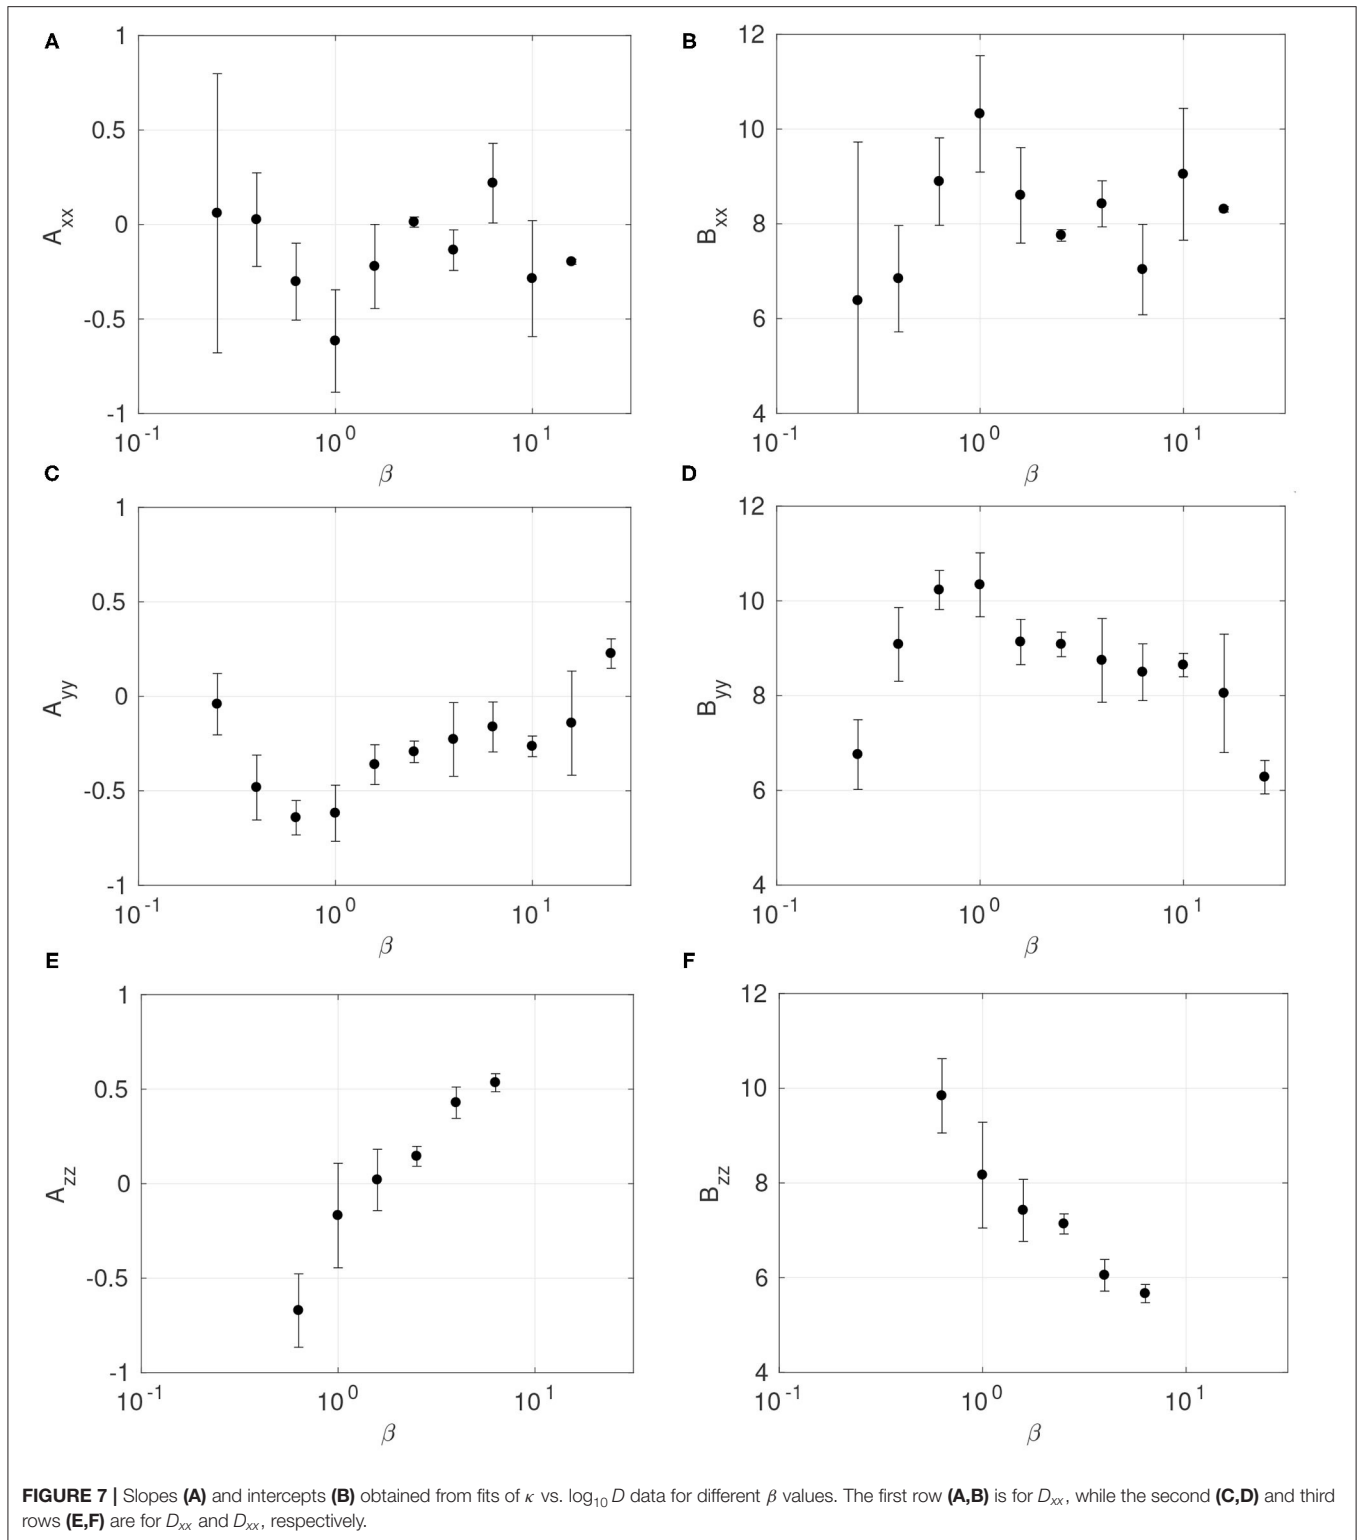 A
B
1
0.5
0
-0.5
-1
A_xx
10^-1
10^0
10^1
β
12
10
8
6
4
B_xx
10^-1
10^0
10^1
β
C
D
1
0.5
0
-0.5
-1
A_yy
10^-1
10^0
10^1
β
12
10
8
6
4
B_yy
10^-1
10^0
10^1
β
E
F
1
0.5
0
-0.5
-1
A_zz
10^-1
10^0
10^1
β
12
10
8
6
4
B_zz
10^-1
10^0
10^1
β
FIGURE 7 | Slopes (A) and intercepts (B) obtained from fits of κ vs. log₁₀ D data for different β values. The first row (A,B) is for D_xx, while the second (C,D) and third
rows (E,F) are for D_xx and D_xx, respectively.